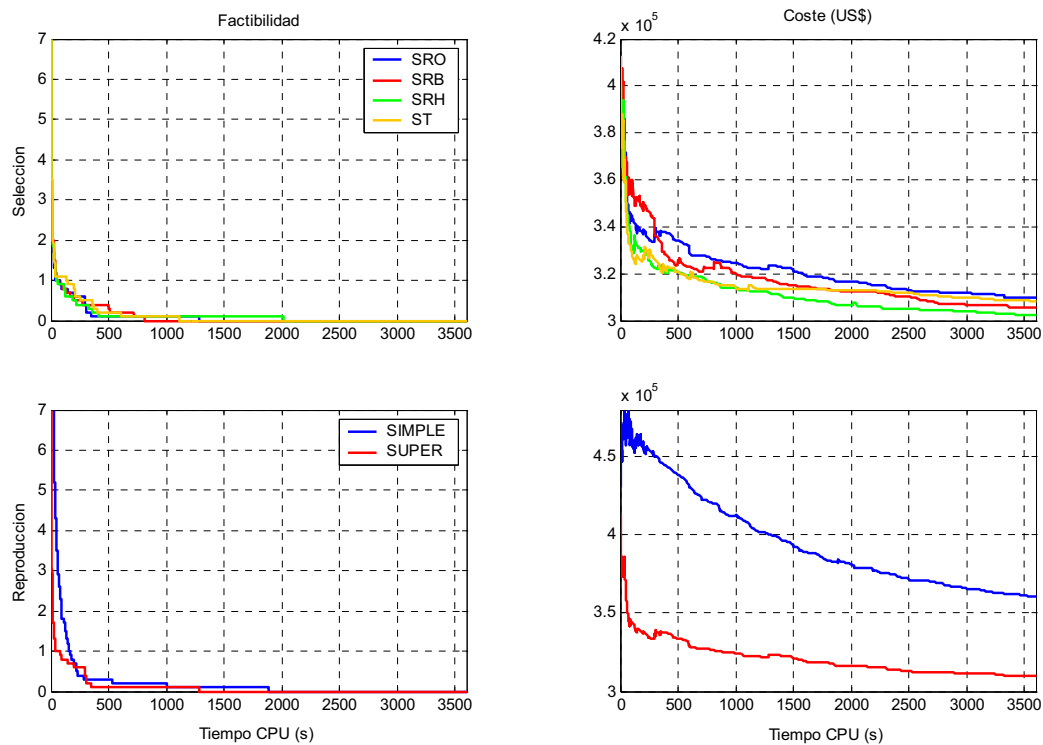 Factibilidad
Coste (US$)
x 10^5
7
6
5
4
3
2
1
0
Seleccion
SRO
SRB
SRH
ST
0 500 1000 1500 2000 2500 3000 3500
4.2
4
3.8
3.6
3.4
3.2
3
0 500 1000 1500 2000 2500 3000 3500
x 10^5
7
6
5
4
3
2
1
0
Reproduccion
SIMPLE
SUPER
0 500 1000 1500 2000 2500 3000 3500
Tiempo CPU (s)
4.5
4
3.5
3
0 500 1000 1500 2000 2500 3000 3500
Tiempo CPU (s)